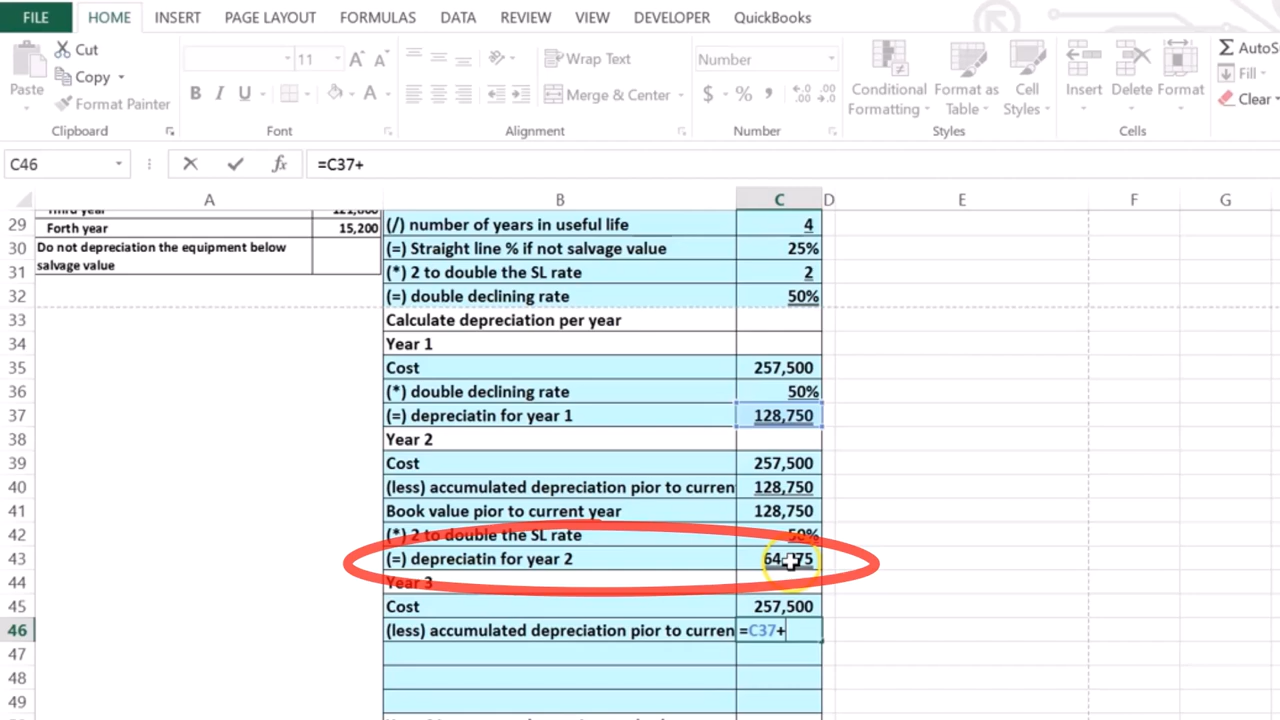 FILE HOME INSERT PAGE LAYOUT FORMULAS DATA REVIEW VIEW DEVELOPER QuickBooks
Cut
Copy
Format Painter
Paste
Clipboard
11
B I U
Font
Wrap Text
Merge & Center
Alignment
Number
$ %
Number
Conditional Formatting
Format as Table
Cell Styles
Styles
Insert Delete Format
Cells
Σ AutoS
Fill
Clear
C46 fx =C37+
A B C D E F G
29 Third year (/) number of years in useful life 4
Forth year 15,200
30 Do not depreciation the equipment below (=) Straight line % if not salvage value 25%
31 salvage value (*) 2 to double the SL rate 2
32 (=) double declining rate 50%
33 Calculate depreciation per year
34 Year 1
35 Cost 257,500
36 (*) double declining rate 50%
37 (=) depreciatin for year 1 128,750
38 Year 2
39 Cost 257,500
40 (less) accumulated depreciation pior to curren 128,750
41 Book value pior to current year 128,750
42 (*) 2 to double the SL rate 50%
43 (=) depreciatin for year 2
44 Year 3
45 Cost 257,500
46 (less) accumulated depreciation pior to curren =C37+
47
48
49